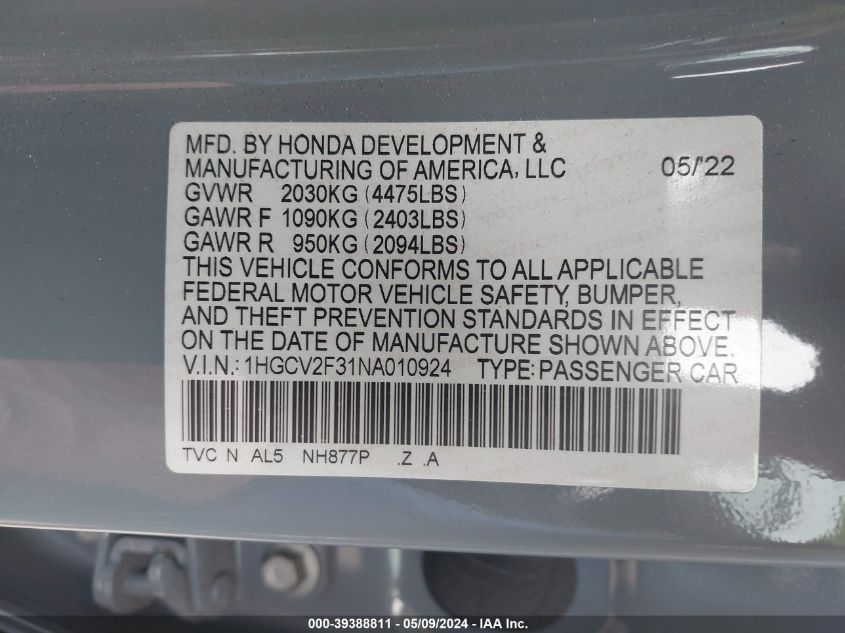 MFD. BY HONDA DEVELOPMENT &
MANUFACTURING OF AMERICA, LLC 05/'22
GVWR 2030KG (4475LBS)
GAWR F 1090KG (2403LBS)
GAWR R 950KG (2094LBS)
THIS VEHICLE CONFORMS TO ALL APPLICABLE
FEDERAL MOTOR VEHICLE SAFETY, BUMPER,
AND THEFT PREVENTION STANDARDS IN EFFECT
ON THE DATE OF MANUFACTURE SHOWN ABOVE.
V.I.N.: 1HGCV2F31NA010924 TYPE: PASSENGER CAR
TVC N AL5 NH877P .Z .A
000-39388811 - 05/09/2024 - IAA Inc.